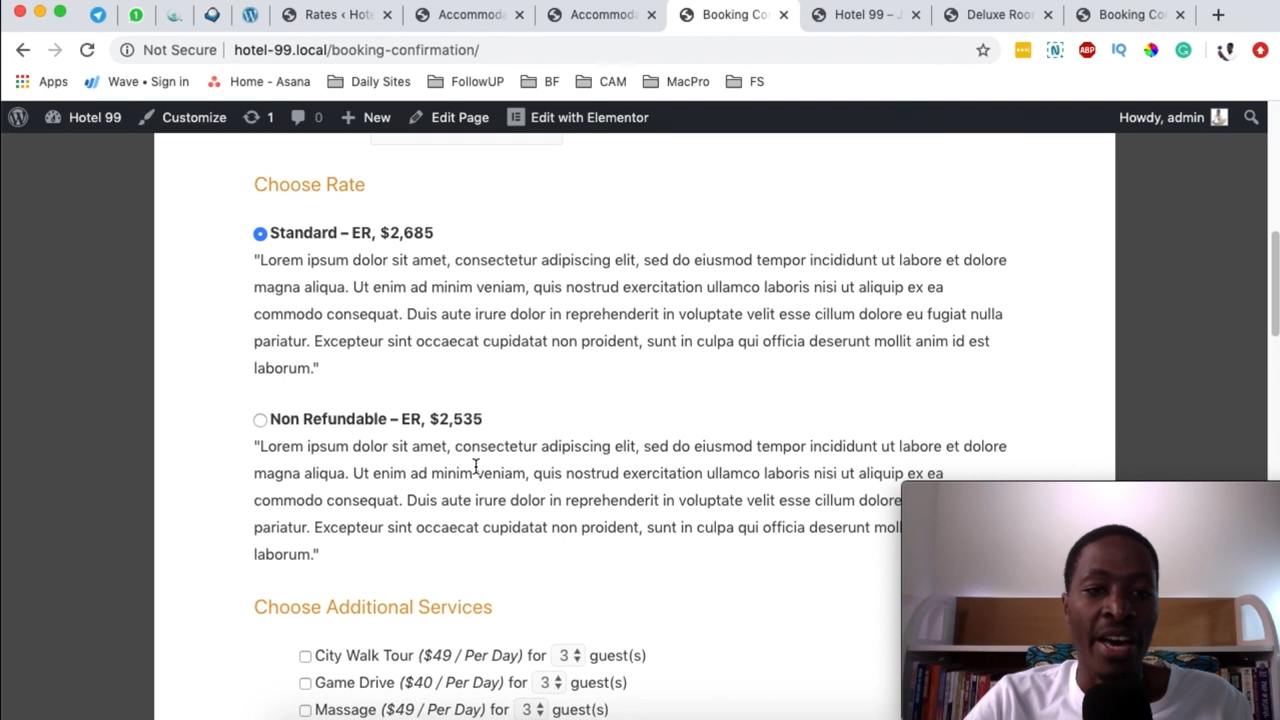 Rates ‹ Hote
Accommoda
Accommoda
Booking Co
Hotel 99 – J
Deluxe Roo
Booking Co
Not Secure
hotel-99.local/booking-confirmation/
ABP
IQ
Apps
Wave • Sign in
Home - Asana
Daily Sites
FollowUP
BF
CAM
MacPro
FS
Hotel 99
Customize
1
0
New
Edit Page
Edit with Elementor
Howdy, admin
Choose Rate
Standard – ER, $2,685
"Lorem ipsum dolor sit amet, consectetur adipiscing elit, sed do eiusmod tempor incididunt ut labore et dolore
magna aliqua. Ut enim ad minim veniam, quis nostrud exercitation ullamco laboris nisi ut aliquip ex ea
commodo consequat. Duis aute irure dolor in reprehenderit in voluptate velit esse cillum dolore eu fugiat nulla
pariatur. Excepteur sint occaecat cupidatat non proident, sunt in culpa qui officia deserunt mollit anim id est
laborum."
Non Refundable – ER, $2,535
"Lorem ipsum dolor sit amet, consectetur adipiscing elit, sed do eiusmod tempor incididunt ut labore et dolore
magna aliqua. Ut enim ad minim veniam, quis nostrud exercitation ullamco laboris nisi ut aliquip ex ea
commodo consequat. Duis aute irure dolor in reprehenderit in voluptate velit esse cillum dolore
pariatur. Excepteur sint occaecat cupidatat non proident, sunt in culpa qui officia deserunt moll
laborum."
Choose Additional Services
City Walk Tour ($49 / Per Day) for 3 guest(s)
Game Drive ($40 / Per Day) for 3 guest(s)
Massage ($49 / Per Day) for 3 guest(s)